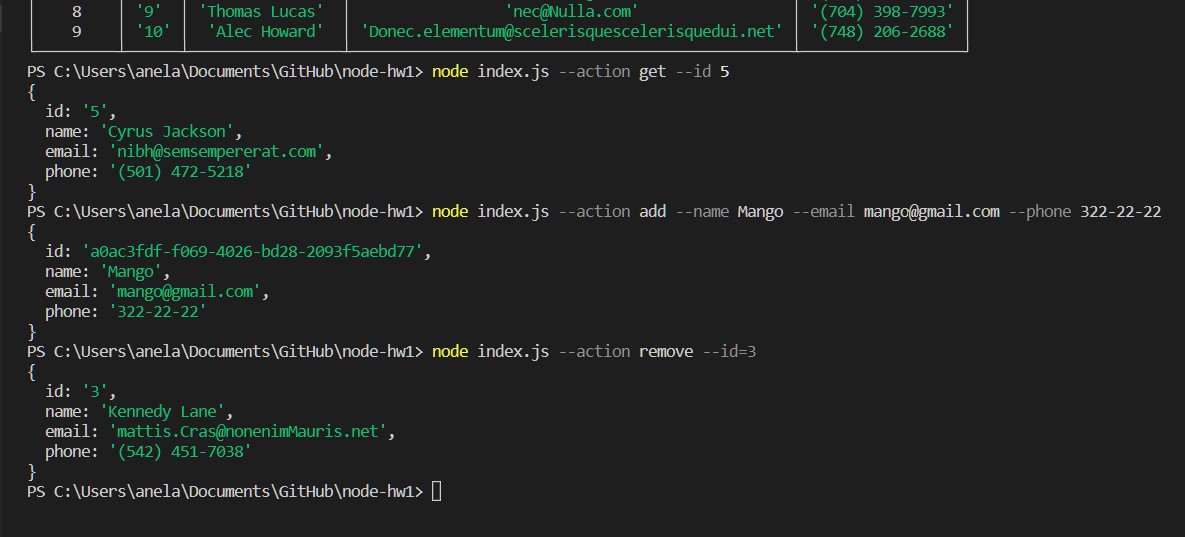 8 '9' 'Thomas Lucas' 'nec@Nulla.com' '(704) 398-7993'
9 '10' 'Alec Howard' 'Donec.elementum@scelerisquescelerisquedui.net' '(748) 206-2688'
PS C:\Users\anela\Documents\GitHub\node-hw1> node index.js --action get --id 5
{
  id: '5',
  name: 'Cyrus Jackson',
  email: 'nibh@semsempererat.com',
  phone: '(501) 472-5218'
}
PS C:\Users\anela\Documents\GitHub\node-hw1> node index.js --action add --name Mango --email mango@gmail.com --phone 322-22-22
{
  id: 'a0ac3fdf-f069-4026-bd28-2093f5aebd77',
  name: 'Mango',
  email: 'mango@gmail.com',
  phone: '322-22-22'
}
PS C:\Users\anela\Documents\GitHub\node-hw1> node index.js --action remove --id=3
{
  id: '3',
  name: 'Kennedy Lane',
  email: 'mattis.Cras@nonenimMauris.net',
  phone: '(542) 451-7038'
}
PS C:\Users\anela\Documents\GitHub\node-hw1>